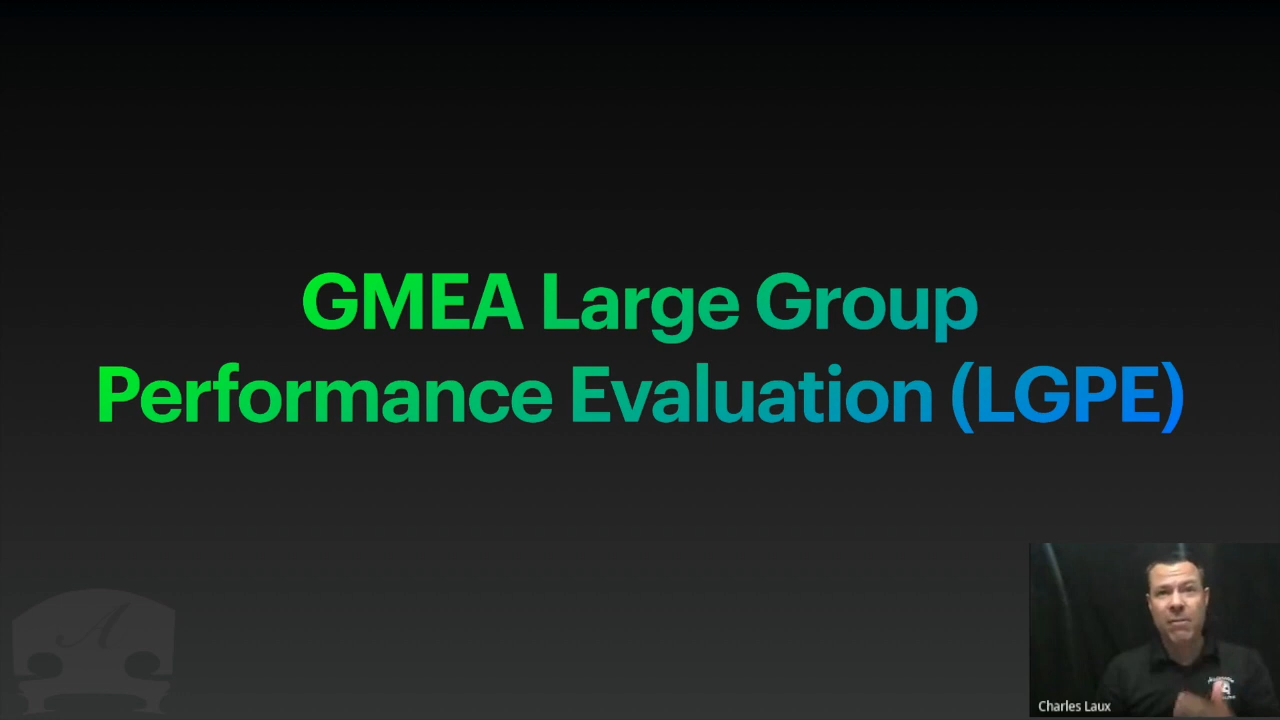 GMEA Large Group
Performance Evaluation (LGPE)
A
Charles Laux